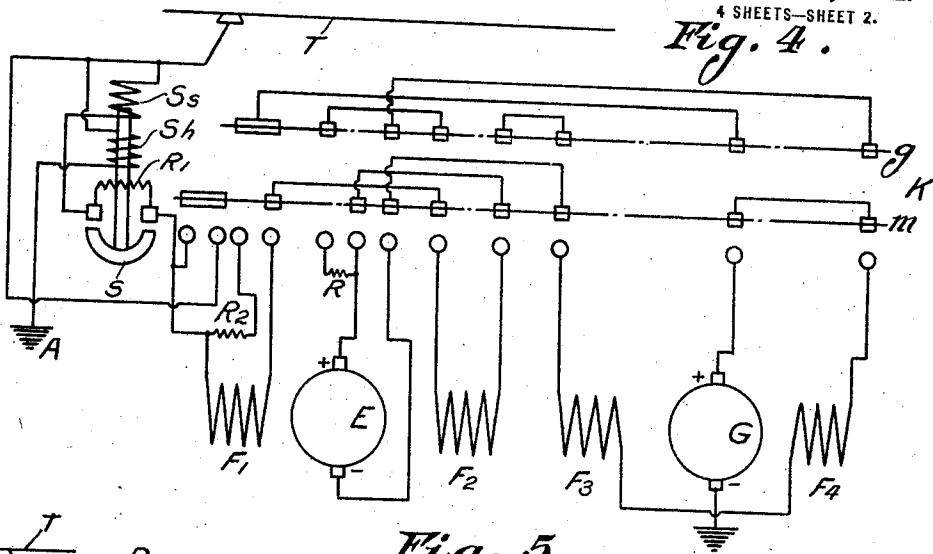 4 SHEETS—SHEET 2.
Fig. 4.
T
Ss
Sh
R1
g
K
m
S
R2
R
A
+
E
-
F1
F2
F3
+
G
-
F4
T
Fig. 5